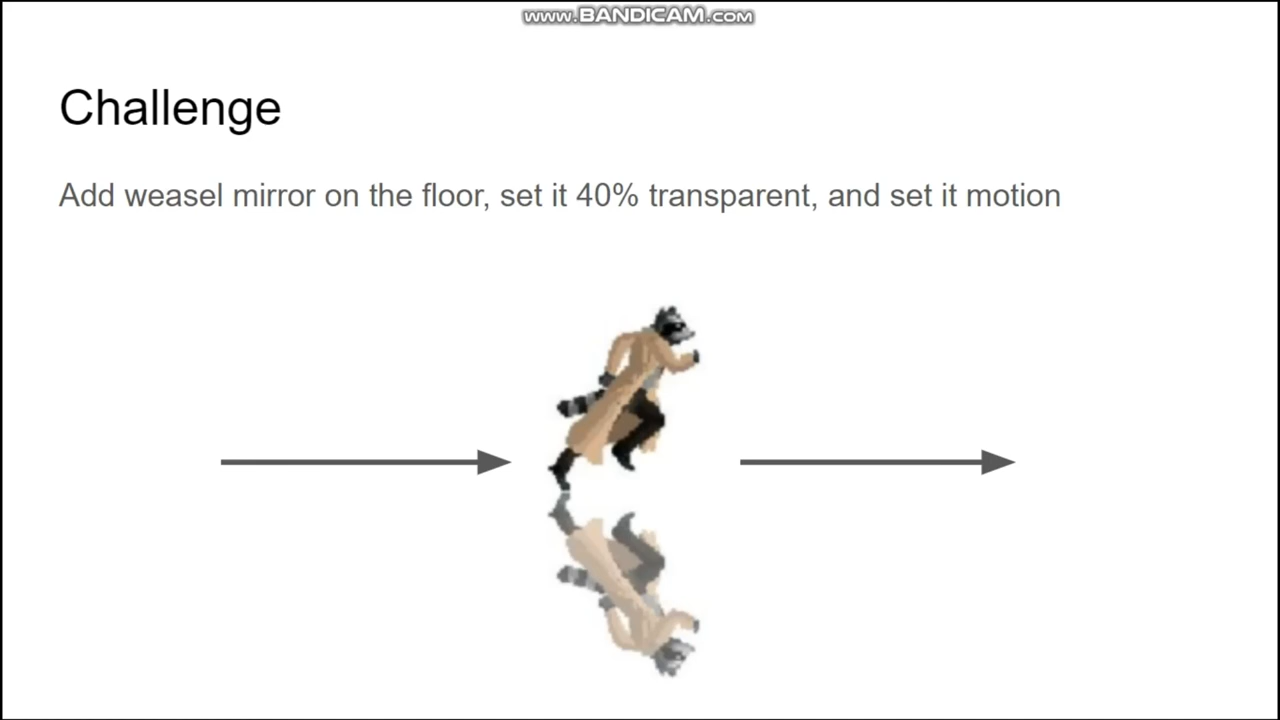 www.BANDICAM.com
Challenge
Add weasel mirror on the floor, set it 40% transparent, and set it motion